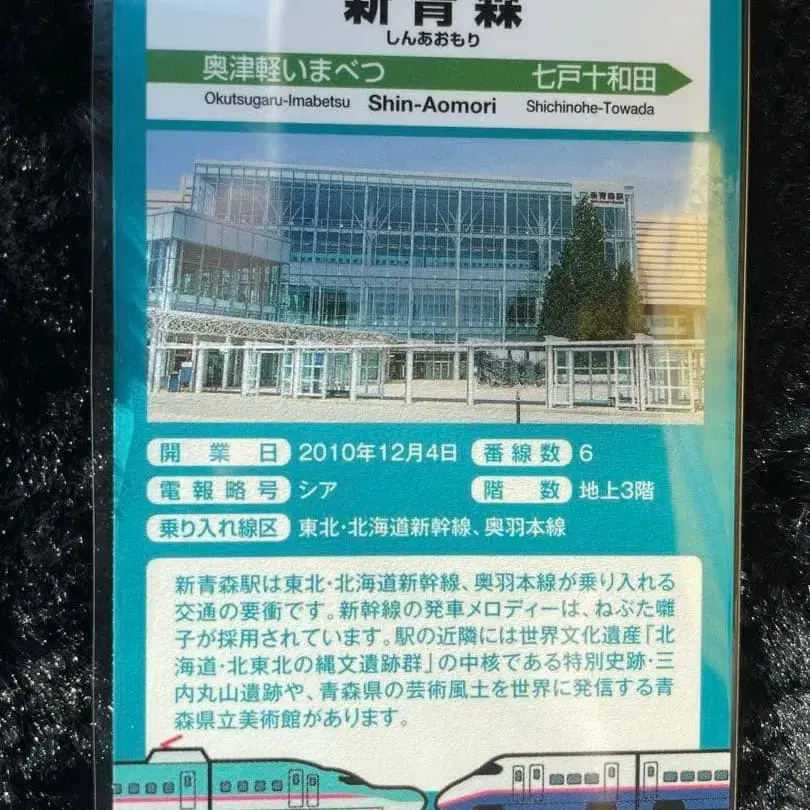 新青森
しんあおもり
奥津軽いまべつ 七戸十和田
Okutsugaru-Imabetsu Shin-Aomori Shichinohe-Towada
新青森駅
開業日 2010年12月4日 番線数 6
電報略号 シア 階数 地上3階
乗り入れ線区 東北・北海道新幹線、奥羽本線
新青森駅は東北・北海道新幹線、奥羽本線が乗り入れる
交通の要衝です。新幹線の発車メロディーは、ねぶた囃
子が採用されています。駅の近隣には世界文化遺産「北
海道・北東北の縄文遺跡群」の中核である特別史跡・三
内丸山遺跡や、青森県の芸術風土を世界に発信する青
森県立美術館があります。